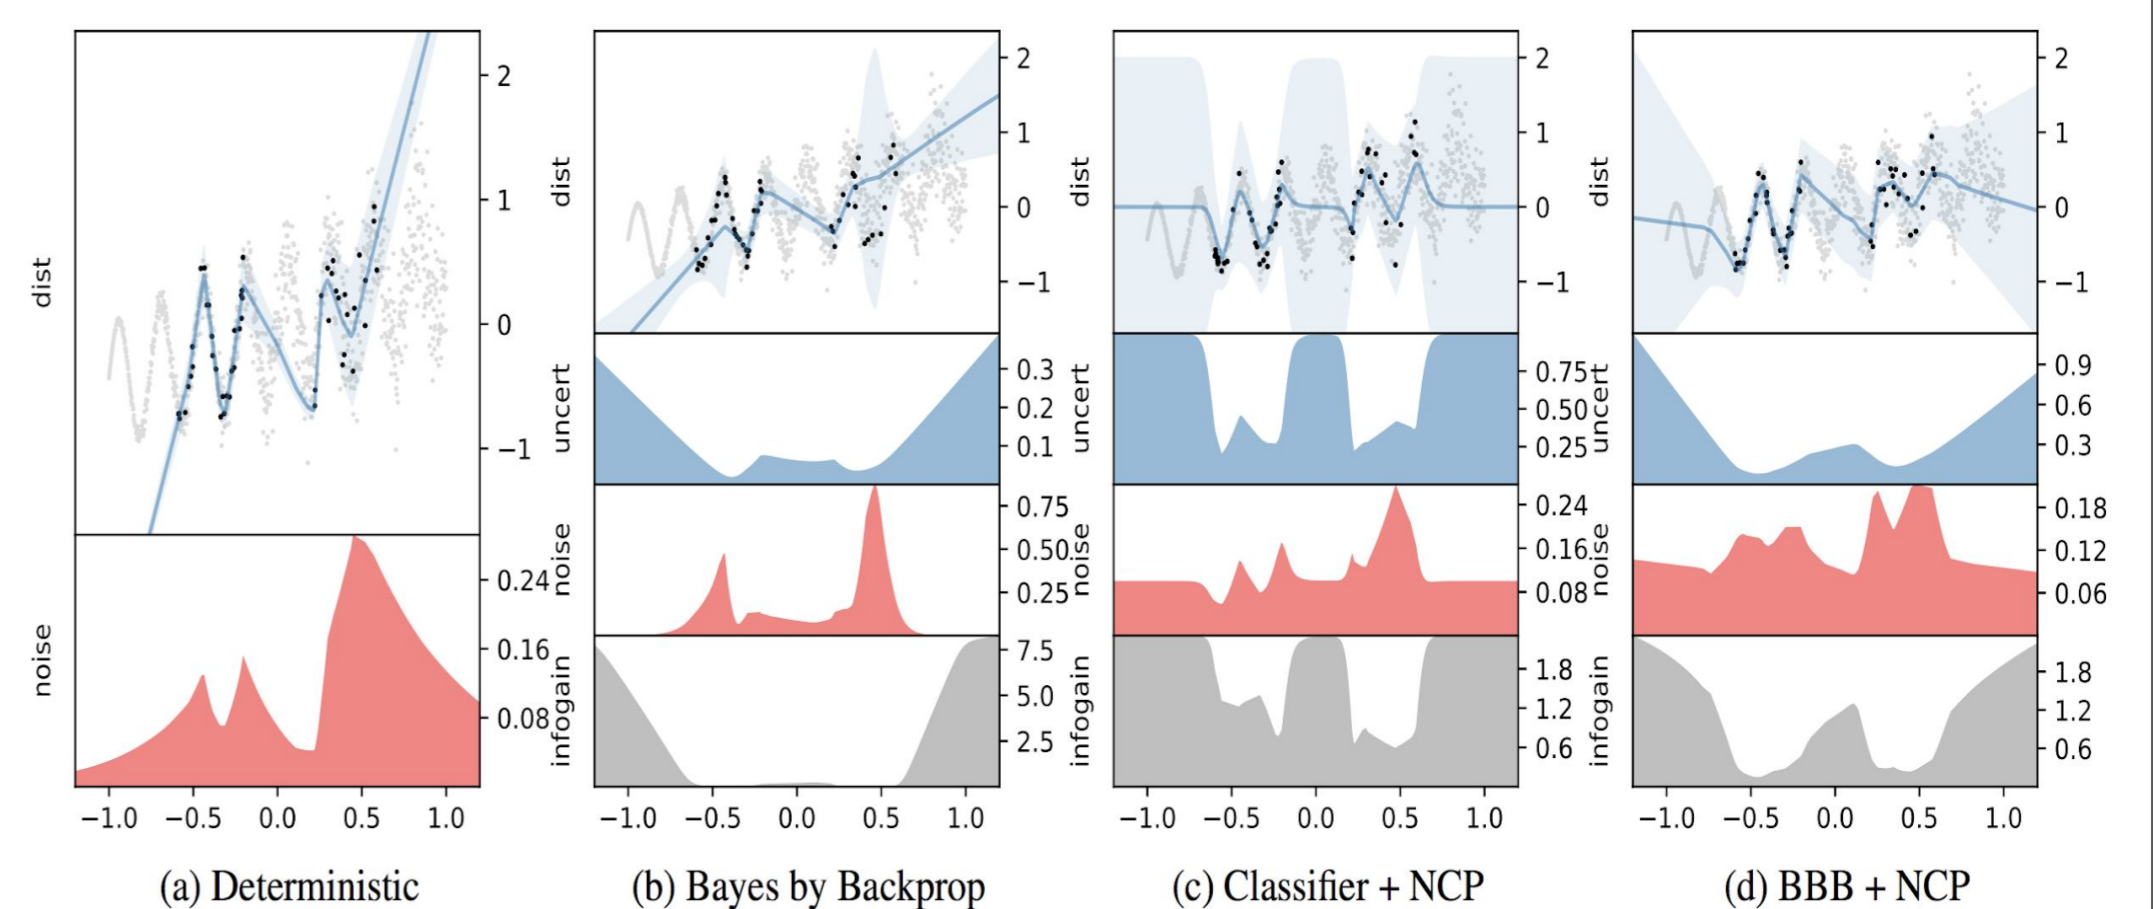 dist
2
1
0
−1
noise
0.24
0.16
0.08
−1.0 −0.5 0.0 0.5 1.0
(a) Deterministic
dist
2
1
0
−1
uncert
0.3
0.2
0.1
noise
0.75
0.50
0.25
infogain
7.5
5.0
2.5
−1.0 −0.5 0.0 0.5 1.0
(b) Bayes by Backprop
dist
2
1
0
−1
uncert
0.75
0.50
0.25
noise
0.24
0.16
0.08
infogain
1.8
1.2
0.6
−1.0 −0.5 0.0 0.5 1.0
(c) Classifier + NCP
dist
2
1
0
−1
uncert
0.9
0.6
0.3
noise
0.18
0.12
0.06
infogain
1.8
1.2
0.6
−1.0 −0.5 0.0 0.5 1.0
(d) BBB + NCP